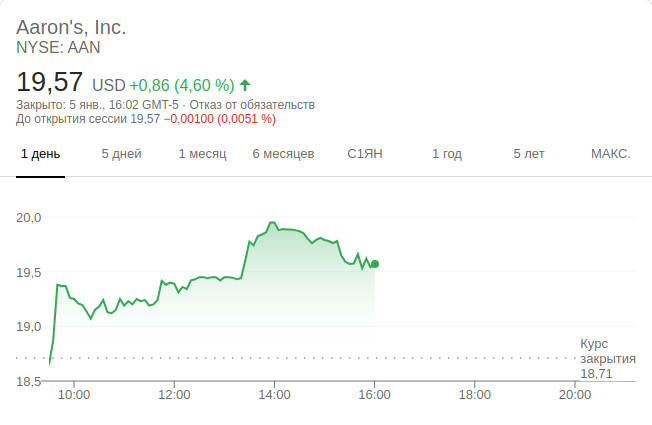 Aaron's, Inc.
NYSE: AAN
19,57 USD +0,86 (4,60 %)
Закрыто: 5 янв., 16:02 GMT-5 · Отказ от обязательств
До открытия сессии 19,57 −0,00100 (0,0051 %)
1 день 5 дней 1 месяц 6 месяцев С1ЯН 1 год 5 лет МАКС.
20,0
19,5
19,0
Курс
закрытия
18,71
18,5
10:00 12:00 14:00 16:00 18:00 20:00